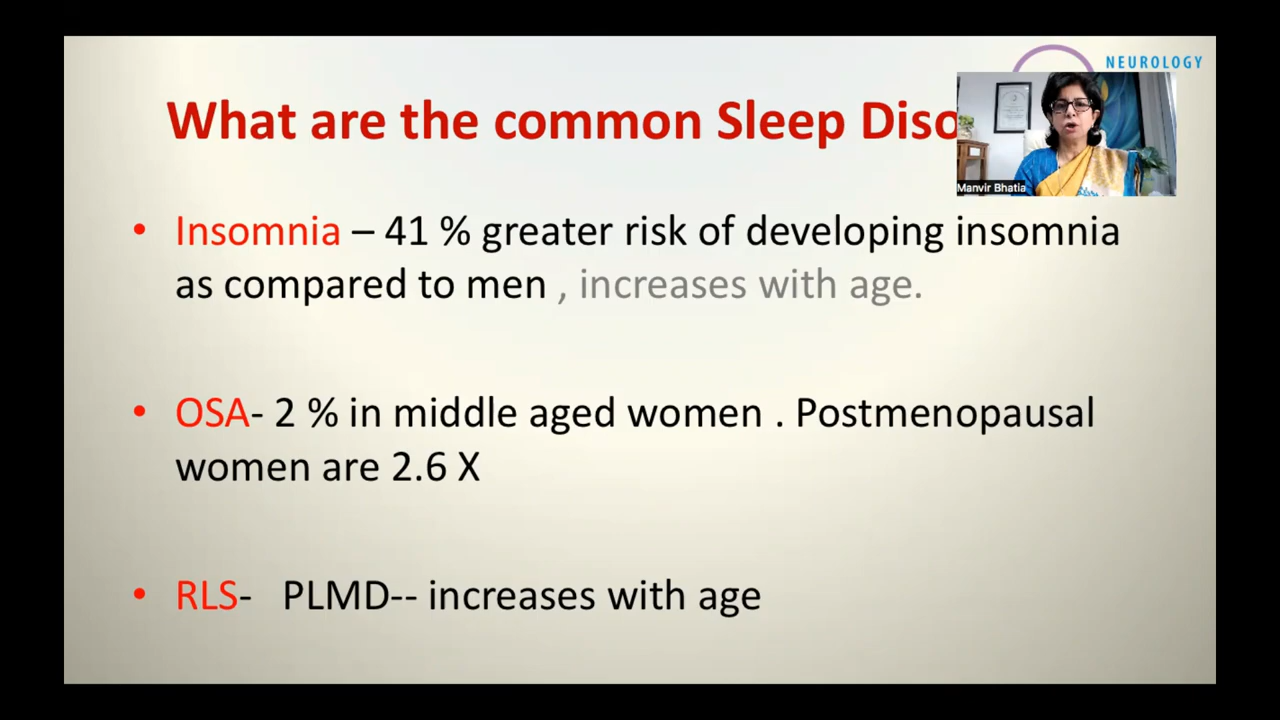 NEUROLOGY
What are the common Sleep Diso
Manvir Bhatia
• Insomnia – 41 % greater risk of developing insomnia
as compared to men , increases with age.
• OSA- 2 % in middle aged women . Postmenopausal
women are 2.6 X
• RLS- PLMD-- increases with age